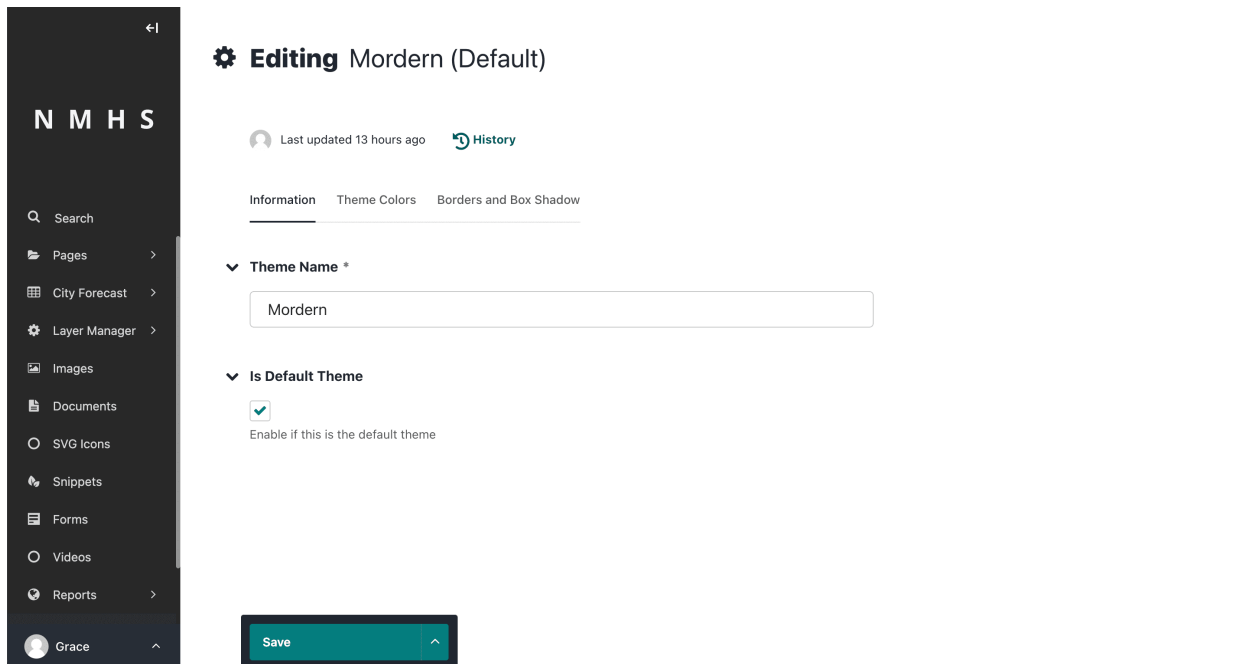 Editing Mordern (Default)
NMHS
Last updated 13 hours ago History
Information Theme Colors Borders and Box Shadow
Search
Pages
City Forecast
Layer Manager
Images
Documents
SVG Icons
Snippets
Forms
Videos
Reports
Grace
Theme Name *
Mordern
Is Default Theme
Enable if this is the default theme
Save